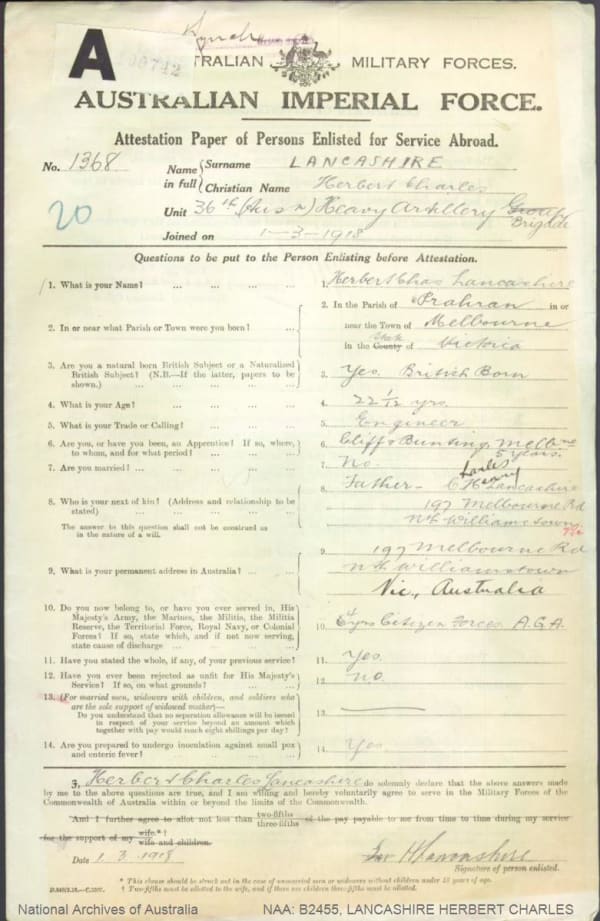 A
AUSTRALIAN MILITARY FORCES.
AUSTRALIAN IMPERIAL FORCE.
Attestation Paper of Persons Enlisted for Service Abroad.
No. 1368
Name in full
Surname LANCASHIRE
Christian Name Herbert Charles
20
Unit 36th (Aus n) Heavy Artillery Group Brigade
Joined on 1-3-1918
Questions to be put to the Person Enlisting before Attestation.
1. What is your Name? ... ... ... ...
1. Herbert Chas Lancashire
2. In or near what Parish or Town were you born? ...
2. In the Parish of Prahran in or
near the Town of Melbourne
in the County State of Victoria
3. Are you a natural born British Subject or a Naturalized
British Subject? (N.B.—If the latter, papers to be
shown.) ... ... ... ...
3. Yes. British Born
4. What is your Age? ... ... ... ...
4. 22 1/12 yrs.
5. What is your Trade or Calling? ... ... ...
5. Engineer
6. Are you, or have you been, an Apprentice? If so, where,
to whom, and for what period? ... ... ...
6. Cliff & Bunting, Melbne
5 years.
7. Are you married? ... ... ... ...
7. No.
8. Who is your next of kin? (Address and relationship to be
stated) ... ... ... ...
The answer to this question shall not be construed as
in the nature of a will.
8. Father - Charles Henry Lancashire
197 Melbourne Rd
Nth Williamstown
9. What is your permanent address in Australia? ... ...
9. 197 Melbourne Rd
Nth Williamstown
Vic, Australia
10. Do you now belong to, or have you ever served in, His
Majesty's Army, the Marines, the Militia, the Militia
Reserve, the Territorial Force, Royal Navy, or Colonial
Forces? If so, state which, and if not now serving,
state cause of discharge ... ... ...
10. 4 yrs Citizen Forces A.G.A.
11. Have you stated the whole, if any, of your previous service?
11. Yes.
12. Have you ever been rejected as unfit for His Majesty's
Service? If so, on what grounds? ... ...
12. No.
13. (For married men, widowers with children, and soldiers who
are the sole support of widowed mother)—
Do you understand that no separation allowance will be issued
in respect of your service beyond an amount which
together with pay would reach eight shillings per day?
13.
14. Are you prepared to undergo inoculation against small pox
and enteric fever? ... ... ...
14. Yes
I, Herbert Charles Lancashire do solemnly declare that the above answers made
by me to the above questions are true, and I am willing and hereby voluntarily agree to serve in the Military Forces of the
Commonwealth of Australia within or beyond the limits of the Commonwealth.
And I further agree to allot not less than two-fifths three-fifths of the pay payable to me from time to time during my service
for the support of my wife.* † wife and children.
Date 1.3.1918
H Lancashire
Signature of person enlisted.
* This clause should be struck out in the case of unmarried men or widowers without children under 18 years of age.
† Two-fifths must be allotted to the wife, and if there are children three-fifths must be allotted.
National Archives of Australia
NAA: B2455, LANCASHIRE HERBERT CHARLES